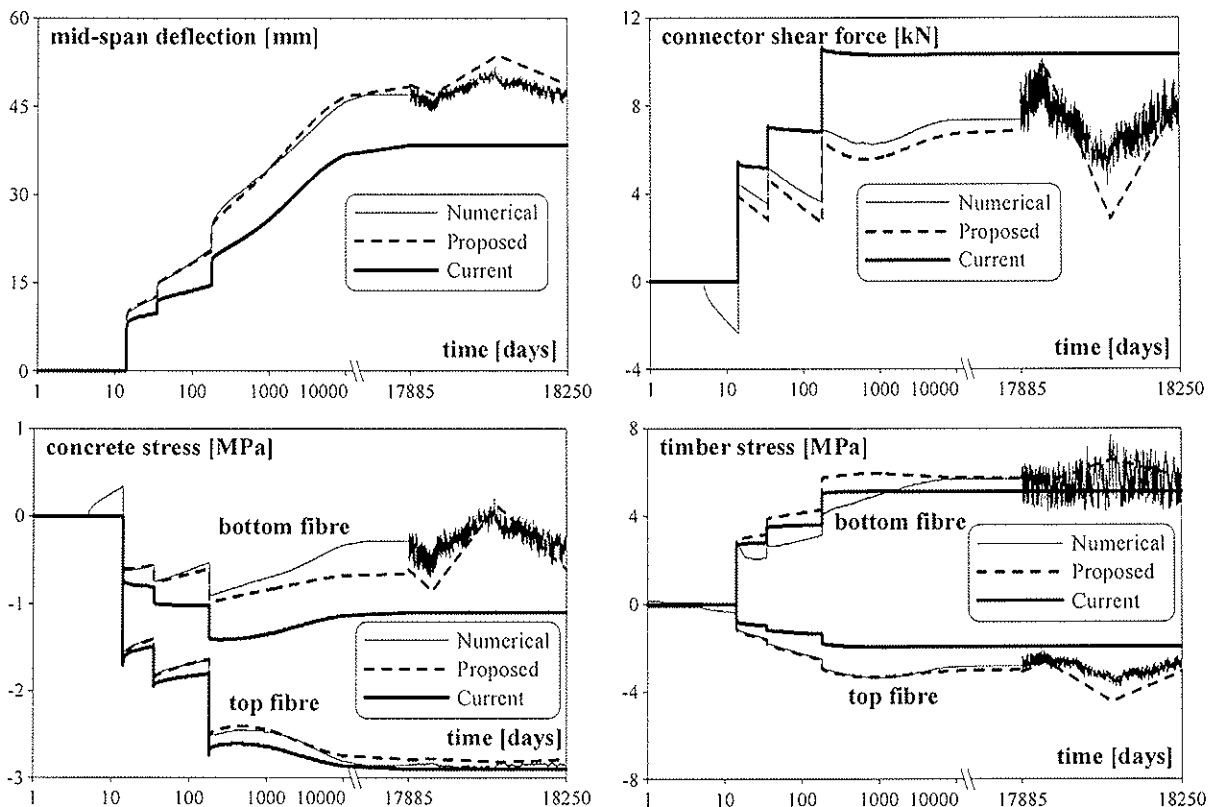 mid-span deflection [mm]
60
45
30
15
0
Numerical
Proposed
Current
time [days]
1
10
100
1000
10000
17885
18250
connector shear force [kN]
12
8
4
0
-4
Numerical
Proposed
Current
time [days]
1
10
100
1000
10000
17885
18250
concrete stress [MPa]
1
0
-1
-2
-3
bottom fibre
Numerical
Proposed
Current
top fibre
time [days]
1
10
100
1000
10000
17885
18250
timber stress [MPa]
8
4
0
-4
-8
bottom fibre
Numerical
Proposed
Current
top fibre
time [days]
1
10
100
1000
10000
17885
18250